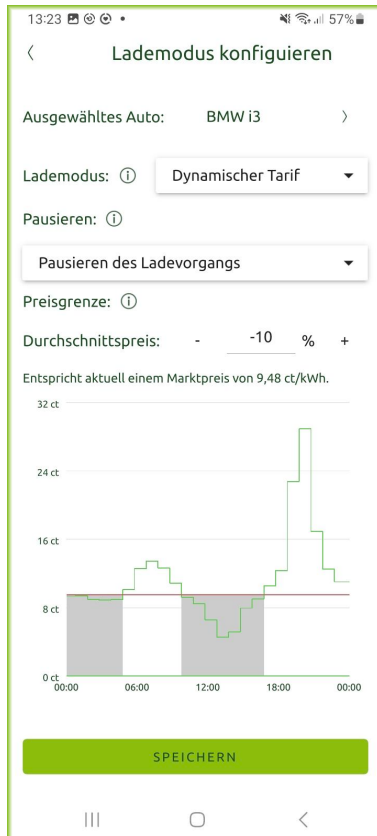 13:23 57%
Lademodus konfiguieren
Ausgewähltes Auto: BMW i3
Lademodus: Dynamischer Tarif
Pausieren:
Pausieren des Ladevorgangs
Preisgrenze:
Durchschnittspreis: - -10 % +
Entspricht aktuell einem Marktpreis von 9,48 ct/kWh.
32 ct
24 ct
16 ct
8 ct
0 ct
00:00 06:00 12:00 18:00 00:00
SPEICHERN